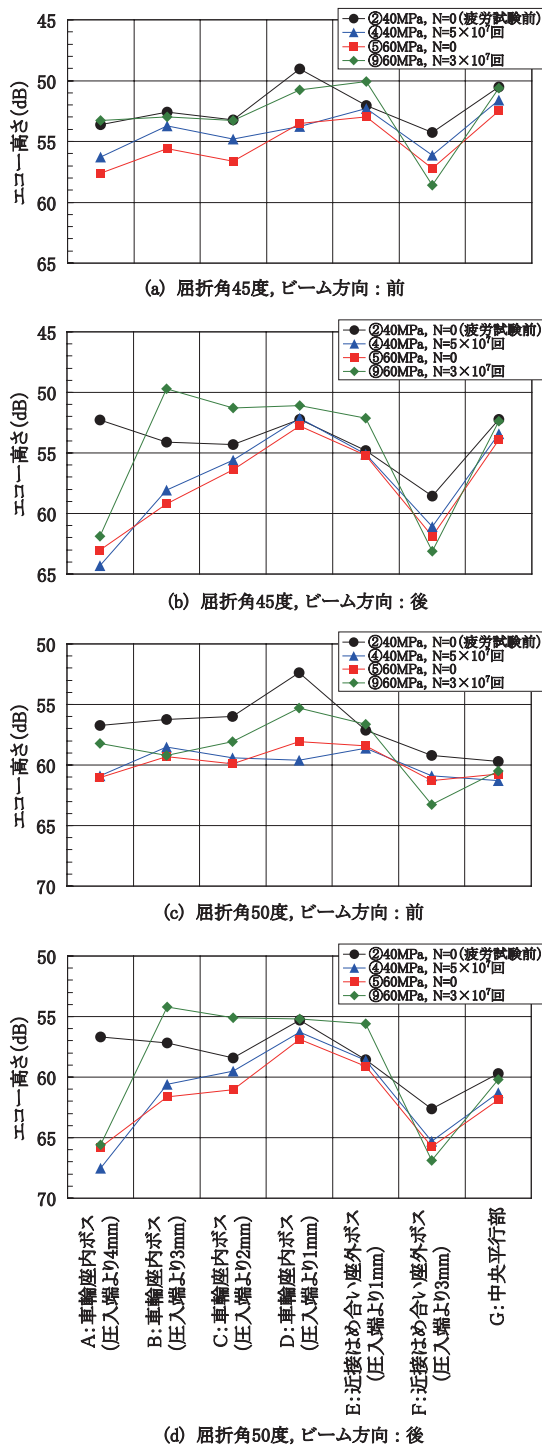 45
50
55
60
65
エコー高さ(dB)
②40MPa, N=0(疲労試験前)
④40MPa, N=5×10⁷回
⑤60MPa, N=0
⑨60MPa, N=3×10⁷回
(a) 屈折角45度, ビーム方向：前
45
50
55
60
65
エコー高さ(dB)
②40MPa, N=0(疲労試験前)
④40MPa, N=5×10⁷回
⑤60MPa, N=0
⑨60MPa, N=3×10⁷回
(b) 屈折角45度, ビーム方向：後
50
55
60
65
70
エコー高さ(dB)
②40MPa, N=0(疲労試験前)
④40MPa, N=5×10⁷回
⑤60MPa, N=0
⑨60MPa, N=3×10⁷回
(c) 屈折角50度, ビーム方向：前
50
55
60
65
70
エコー高さ(dB)
②40MPa, N=0(疲労試験前)
④40MPa, N=5×10⁷回
⑤60MPa, N=0
⑨60MPa, N=3×10⁷回
A：車輪座内ボス
(圧入端より4mm)
B：車輪座内ボス
(圧入端より3mm)
C：車輪座内ボス
(圧入端より2mm)
D：車輪座内ボス
(圧入端より1mm)
E：近接はめ合い座外ボス
(圧入端より1mm)
F：近接はめ合い座外ボス
(圧入端より3mm)
G：中央平行部
(d) 屈折角50度, ビーム方向：後